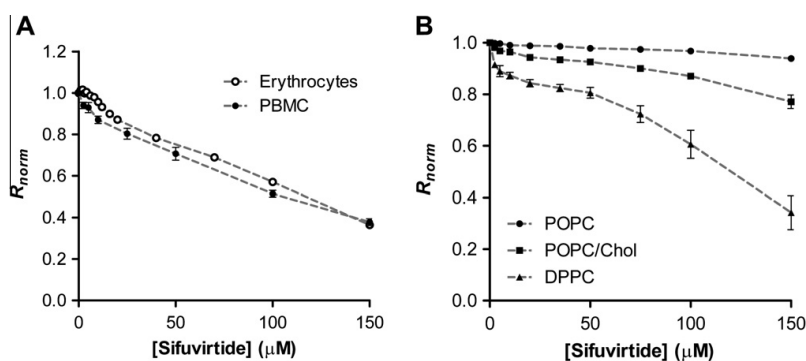 A
R_norm
1.2
1.0
0.8
0.6
0.4
0.2
0.0
Erythrocytes
PBMC
0
50
100
150
[Sifuvirtide] (μM)
B
R_norm
1.0
0.8
0.6
0.4
0.2
0.0
POPC
POPC/Chol
DPPC
0
50
100
150
[Sifuvirtide] (μM)